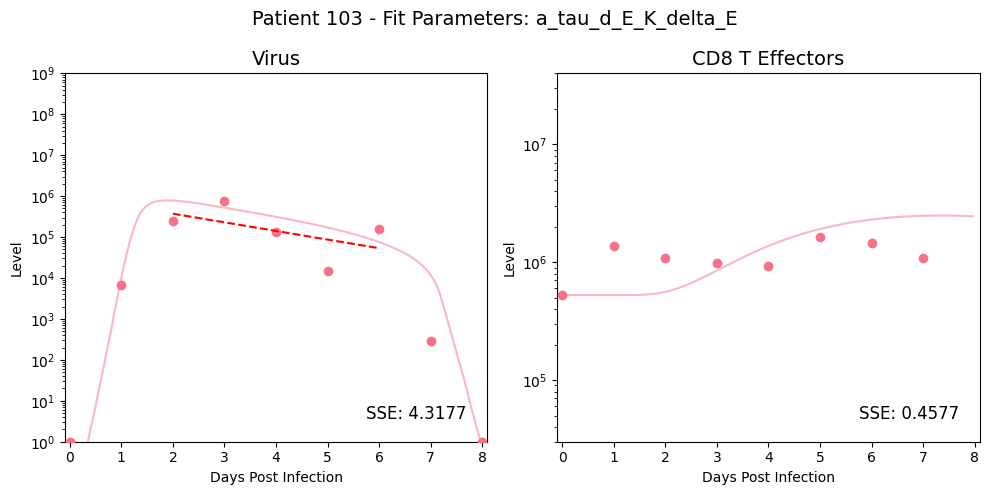 Patient 103 - Fit Parameters: a_tau_d_E_K_delta_E
Virus
CD8 T Effectors
Level
10^9
10^8
10^7
10^6
10^5
10^4
10^3
10^2
10^1
10^0
SSE: 4.3177
0 1 2 3 4 5 6 7 8
Days Post Infection
Level
10^7
10^6
10^5
SSE: 0.4577
0 1 2 3 4 5 6 7 8
Days Post Infection